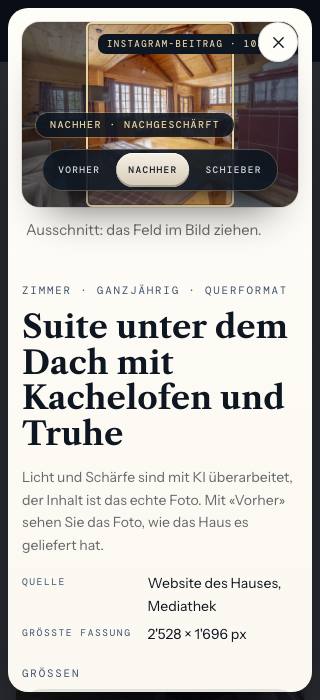 INSTAGRAM-BEITRAG · 10
NACHHER · NACHGESCHÄRFT
VORHER NACHHER SCHIEBER
Ausschnitt: das Feld im Bild ziehen.
ZIMMER · GANZJÄHRIG · QUERFORMAT
Suite unter dem
Dach mit
Kachelofen und
Truhe
Licht und Schärfe sind mit KI überarbeitet,
der Inhalt ist das echte Foto. Mit «Vorher»
sehen Sie das Foto, wie das Haus es
geliefert hat.
QUELLE Website des Hauses,
Mediathek
GRÖSSTE FASSUNG 2'528 × 1'696 px
GRÖSSEN